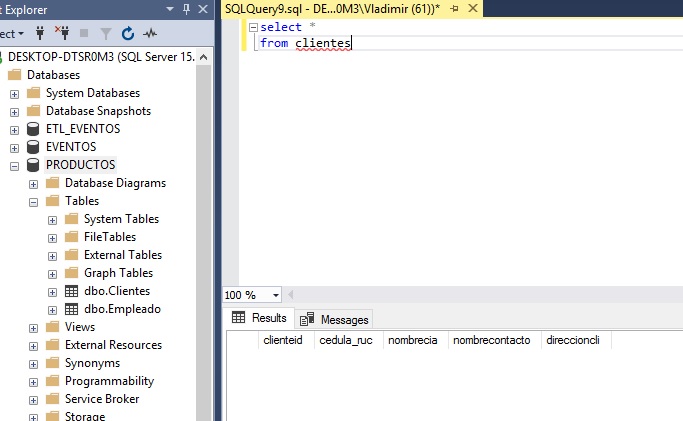 t Explorer
ect
DESKTOP-DTSR0M3 (SQL Server 15.
Databases
System Databases
Database Snapshots
ETL_EVENTOS
EVENTOS
PRODUCTOS
Database Diagrams
Tables
System Tables
FileTables
External Tables
Graph Tables
dbo.Clientes
dbo.Empleado
Views
External Resources
Synonyms
Programmability
Service Broker
Storage
SQLQuery9.sql - DE...0M3\Vladimir (61))*
select *
from clientes
100 %
Results Messages
clienteid cedula_ruc nombrecia nombrecontacto direccioncli